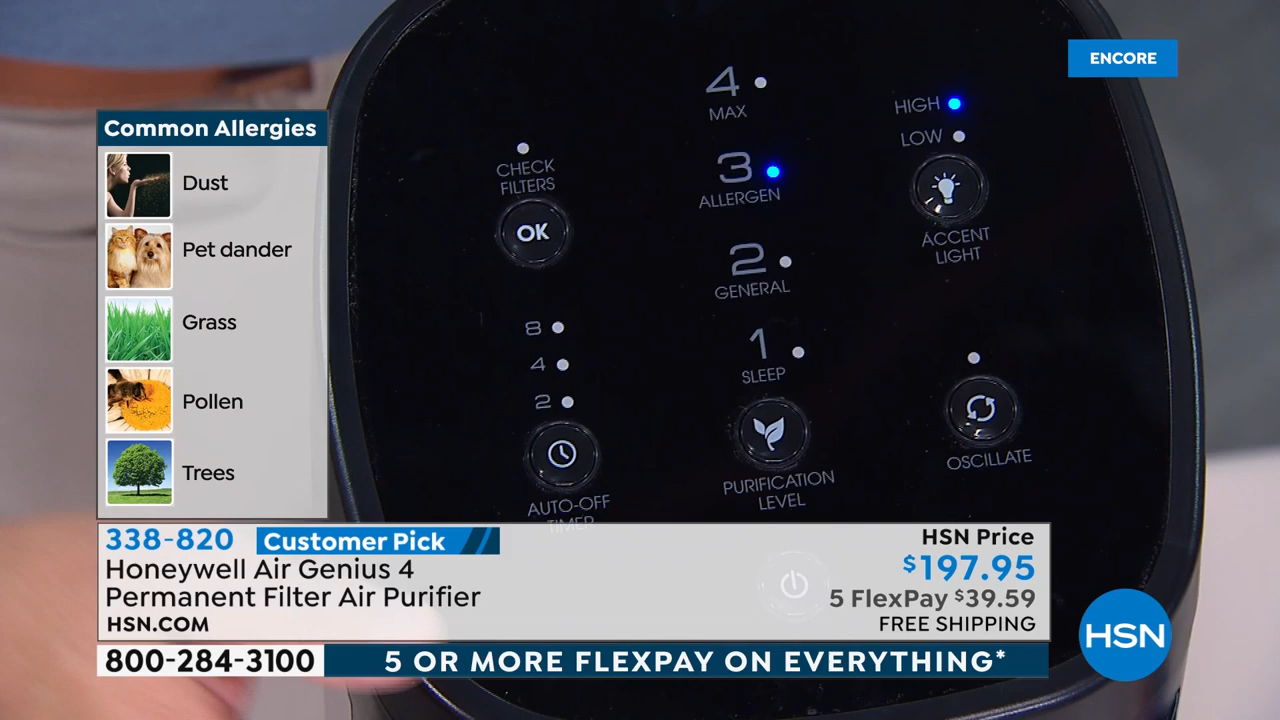 ENCORE
Common Allergies
Dust
Pet dander
Grass
Pollen
Trees
4
MAX
HIGH
LOW
CHECK
FILTERS
OK
3
ALLERGEN
ACCENT
LIGHT
2
GENERAL
8
4
2
1
SLEEP
AUTO-OFF
TIMER
PURIFICATION
LEVEL
OSCILLATE
338-820 Customer Pick
Honeywell Air Genius 4
Permanent Filter Air Purifier
HSN.COM
HSN Price
$197.95
5 FlexPay $39.59
FREE SHIPPING
HSN
800-284-3100 5 OR MORE FLEXPAY ON EVERYTHING*